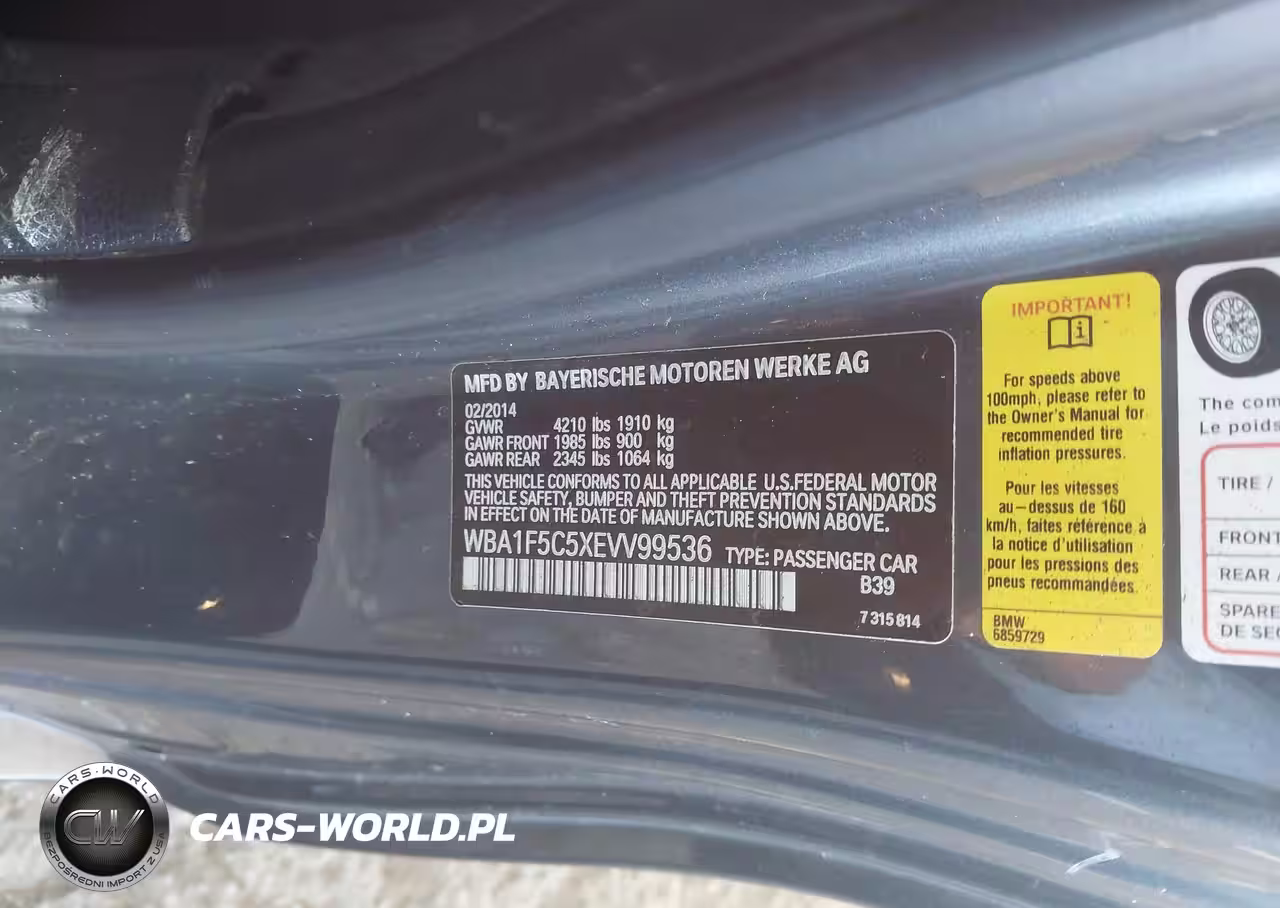 MFD BY BAYERISCHE MOTOREN WERKE AG
02/2014
GVWR 4210 lbs 1910 kg
GAWR FRONT 1985 lbs 900 kg
GAWR REAR 2345 lbs 1064 kg
THIS VEHICLE CONFORMS TO ALL APPLICABLE U.S.FEDERAL MOTOR
VEHICLE SAFETY, BUMPER AND THEFT PREVENTION STANDARDS
IN EFFECT ON THE DATE OF MANUFACTURE SHOWN ABOVE.
WBA1F5C5XEVV99536 TYPE: PASSENGER CAR
B39
7 315 814
IMPORTANT!
i
For speeds above
100mph, please refer to
the Owner's Manual for
recommended tire
inflation pressures.
Pour les vitesses
au-dessus de 160
km/h, faites référence à
la notice d'utilisation
pour les pressions des
pneus recommandées.
BMW
6859729
The com
Le poids
TIRE /
FRONT
REAR /
SPARE
DE SEC
CARS-WORLD
CW
BEZPOŚREDNI IMPORT Z USA
CARS-WORLD.PL